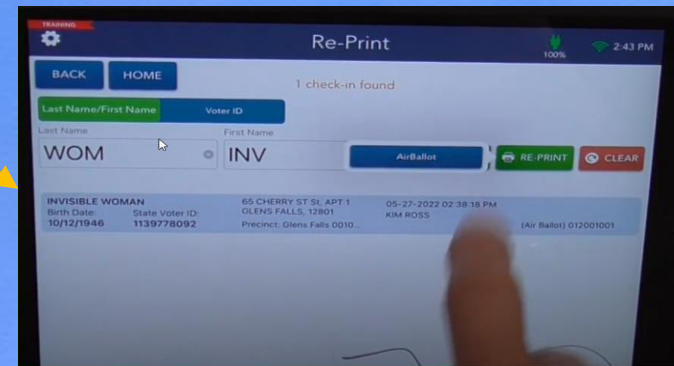 TRAINING
Re-Print
100%
2:43 PM
BACK
HOME
1 check-in found
Last Name/First Name
Voter ID
Last Name
First Name
WOM
INV
AirBallot
RE-PRINT
CLEAR
INVISIBLE WOMAN
Birth Date:
State Voter ID:
10/12/1946
1139778092
65 CHERRY ST St, APT 1
GLENS FALLS, 12801
Precinct: Glens Falls 0010...
05-27-2022 02:38:18 PM
KIM ROSS
(Air Ballot) 012001001